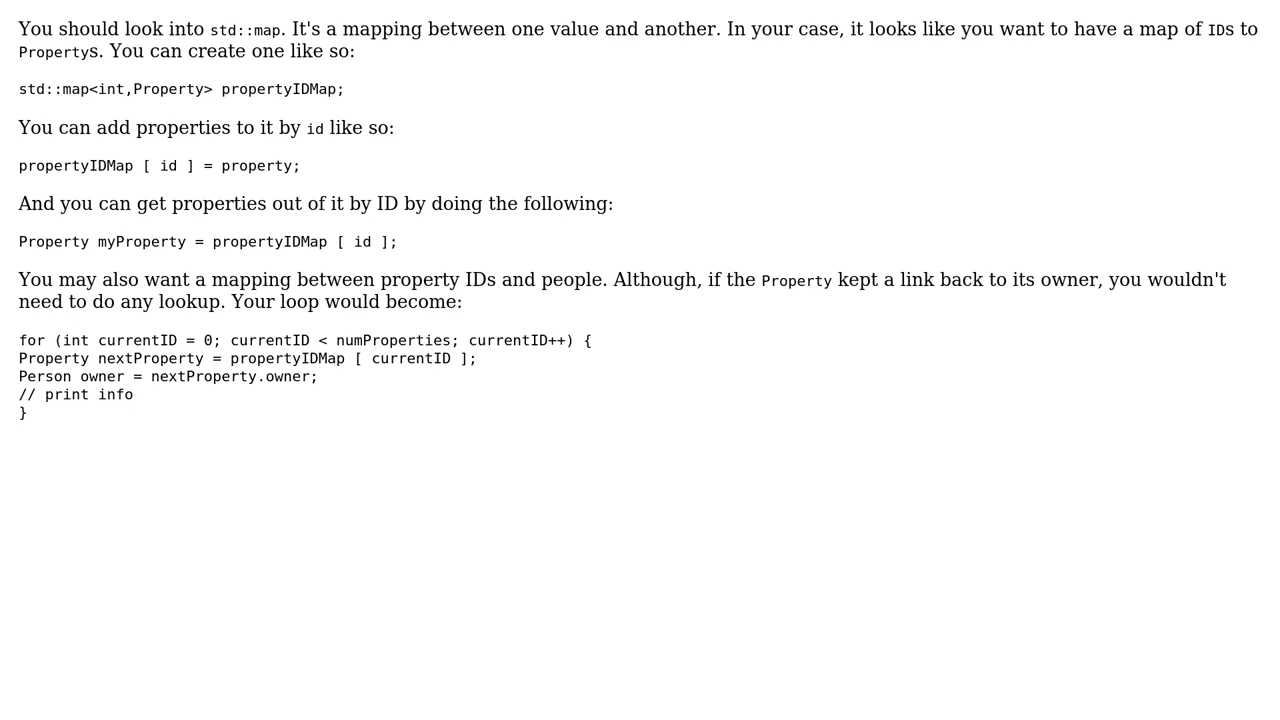 You should look into std::map. It's a mapping between one value and another. In your case, it looks like you want to have a map of IDs to
Propertys. You can create one like so:
std::map<int,Property> propertyIDMap;
You can add properties to it by id like so:
propertyIDMap [ id ] = property;
And you can get properties out of it by ID by doing the following:
Property myProperty = propertyIDMap [ id ];
You may also want a mapping between property IDs and people. Although, if the Property kept a link back to its owner, you wouldn't
need to do any lookup. Your loop would become:
for (int currentID = 0; currentID < numProperties; currentID++) {
Property nextProperty = propertyIDMap [ currentID ];
Person owner = nextProperty.owner;
// print info
}